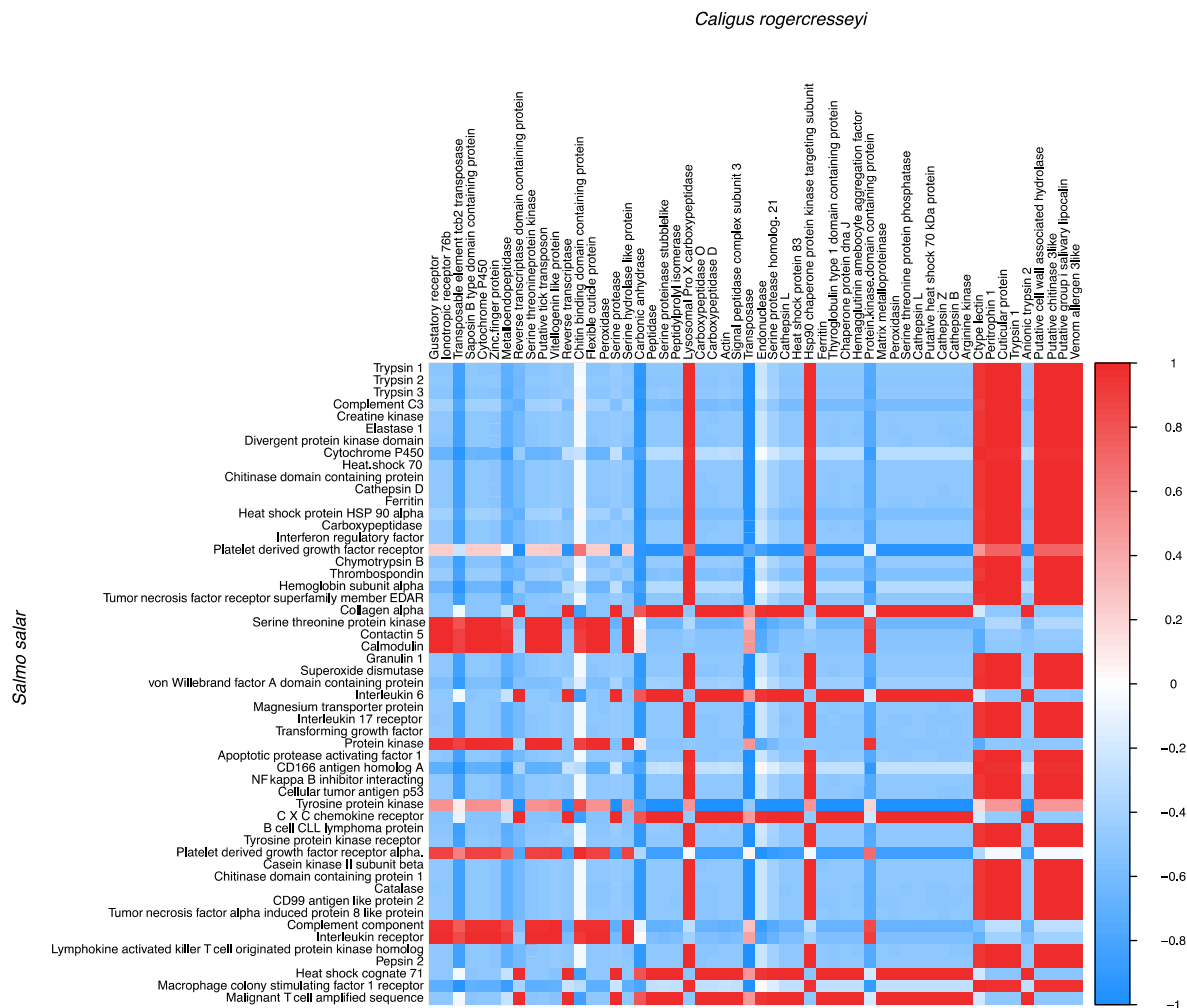 Caligus rogercresseyi
Gustatory receptor
Ionotropic receptor 76b
Transposable element tcb2 transposase
Saposin B type domain containing protein
Cytochrome P450
Zinc.finger protein
Metalloendopeptidase
Reverse transcriptase domain containing protein
Serine threonineprotein kinase
Putative tick transposon
Vitellogenin like protein
Reverse transcriptase
Chitin binding domain containing protein
Flexible cuticle protein
Peroxidase
Serine protease
Serine hydrolase like protein
Carbonic anhydrase
Peptidase
Serine proteinase stubblelike
Peptidylprolyl isomerase
Lysosomal Pro X carboxypeptidase
Carboxypeptidase O
Carboxypeptidase D
Actin
Signal peptidase complex subunit 3
Transposase
Endonuclease
Serine protease homolog. 21
Cathepsin L
Heat shock protein 83
Hsp90 chaperone protein kinase targeting subunit
Ferritin
Thyroglobulin type 1 domain containing protein
Chaperone protein dna J
Hemaglutinin amebocyte aggregation factor
Protein.kinase.domain containing protein
Matrix metalloproteinase
Peroxidasin
Serine threonine protein phosphatase
Cathepsin L
Putative heat shock 70 kDa protein
Cathepsin Z
Cathepsin B
Arginine kinase
Ctype lectin
Peritrophin 1
Cuticular protein
Trypsin 1
Anionic trypsin 2
Putative cell wall associated hydrolase
Putative chitinase 3like
Putative group i salivary lipocalin
Venom allergen 3like
Salmo salar
Trypsin 1
Trypsin 2
Trypsin 3
Complement C3
Creatine kinase
Elastase 1
Divergent protein kinase domain
Cytochrome P450
Heat.shock 70
Chitinase domain containing protein
Cathepsin D
Ferritin
Heat shock protein HSP 90 alpha
Carboxypeptidase
Interferon regulatory factor
Platelet derived growth factor receptor
Chymotrypsin B
Thrombospondin
Hemoglobin subunit alpha
Tumor necrosis factor receptor superfamily member EDAR
Collagen alpha
Serine threonine protein kinase
Contactin 5
Calmodulin
Granulin 1
Superoxide dismutase
von Willebrand factor A domain containing protein
Interleukin 6
Magnesium transporter protein
Interleukin 17 receptor
Transforming growth factor
Protein kinase
Apoptotic protease activating factor 1
CD166 antigen homolog A
NF kappa B inhibitor interacting
Cellular tumor antigen p53
Tyrosine protein kinase
C X C chemokine receptor
B cell CLL lymphoma protein
Tyrosine protein kinase receptor
Platelet derived growth factor receptor alpha.
Casein kinase II subunit beta
Chitinase domain containing protein 1
Catalase
CD99 antigen like protein 2
Tumor necrosis factor alpha induced protein 8 like protein
Complement component
Interleukin receptor
Lymphokine activated killer T cell originated protein kinase homolog
Pepsin 2
Heat shock cognate 71
Macrophage colony stimulating factor 1 receptor
Malignant T cell amplified sequence
1
0.8
0.6
0.4
0.2
0
−0.2
−0.4
−0.6
−0.8
−1